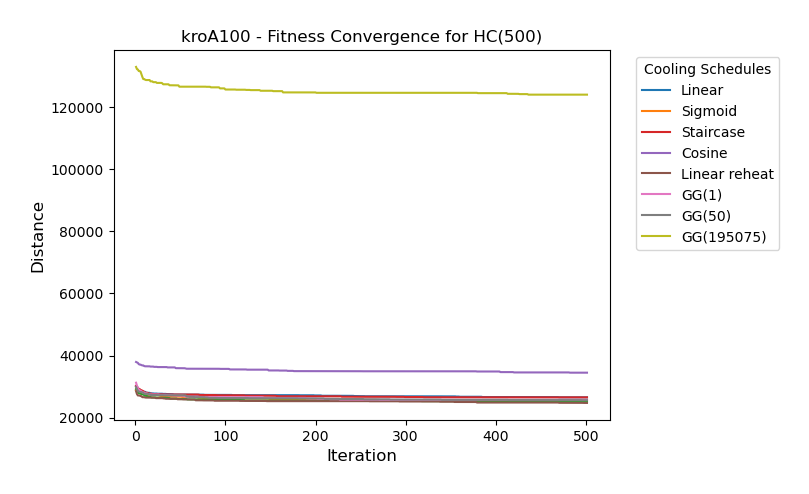 kroA100 - Fitness Convergence for HC(500)
Distance
120000
100000
80000
60000
40000
20000
0
100
200
300
400
500
Iteration
Cooling Schedules
Linear
Sigmoid
Staircase
Cosine
Linear reheat
GG(1)
GG(50)
GG(195075)